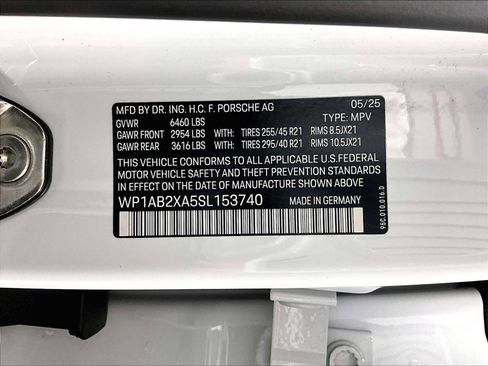 MFD BY DR. ING. H.C. F. PORSCHE AG 05/25
GVWR 6460 LBS TYPE: MPV
GAWR FRONT 2954 LBS WITH: TIRES 255/45 R21 RIMS 8.5JX21
GAWR REAR 3616 LBS WITH: TIRES 295/40 R21 RIMS 10.5JX21
THIS VEHICLE CONFORMS TO ALL APPLICABLE U.S. FEDERAL
MOTOR VEHICLE SAFETY AND THEFT PREVENTION STANDARDS
IN EFFECT ON THE DATE OF MANUFACTURE SHOWN ABOVE.
WP1AB2XA5SL153740 MADE IN GERMANY
95C.010.016.D